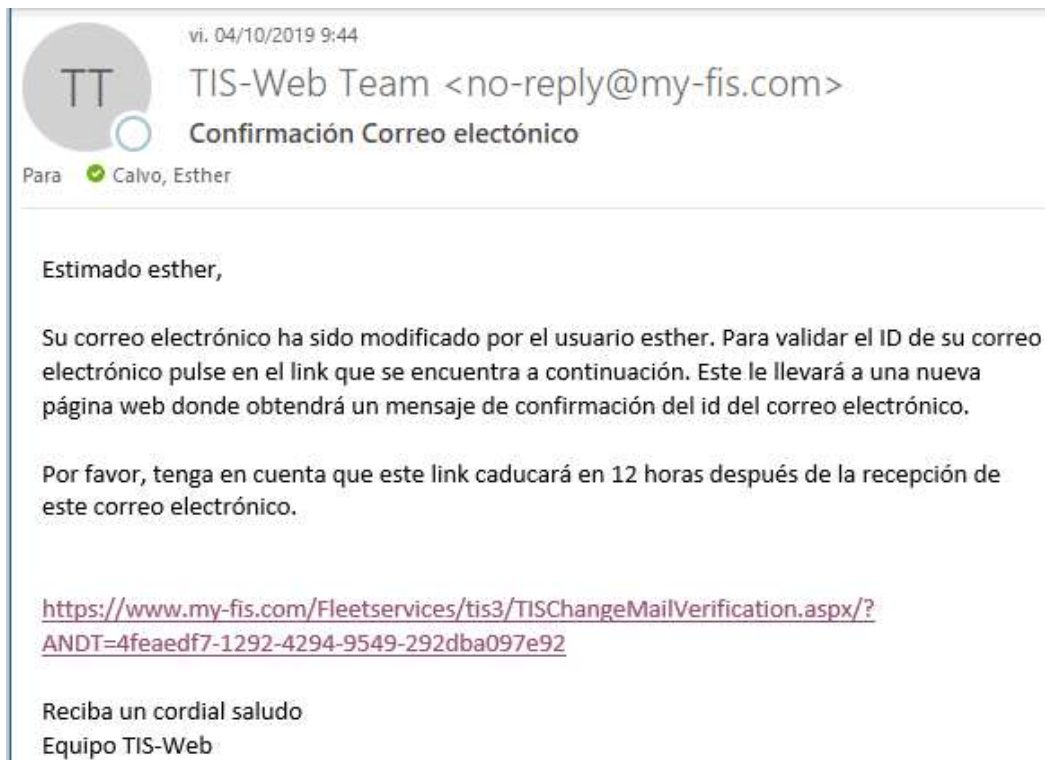 vi. 04/10/2019 9:44
TT
TIS-Web Team <no-reply@my-fis.com>
Confirmación Correo electónico
Para Calvo, Esther
Estimado esther,
Su correo electrónico ha sido modificado por el usuario esther. Para validar el ID de su correo
electrónico pulse en el link que se encuentra a continuación. Este le llevará a una nueva
página web donde obtendrá un mensaje de confirmación del id del correo electrónico.
Por favor, tenga en cuenta que este link caducará en 12 horas después de la recepción de
este correo electrónico.
https://www.my-fis.com/Fleetservices/tis3/TISChangeMailVerification.aspx/?
ANDT=4feaedf7-1292-4294-9549-292dba097e92
Reciba un cordial saludo
Equipo TIS-Web